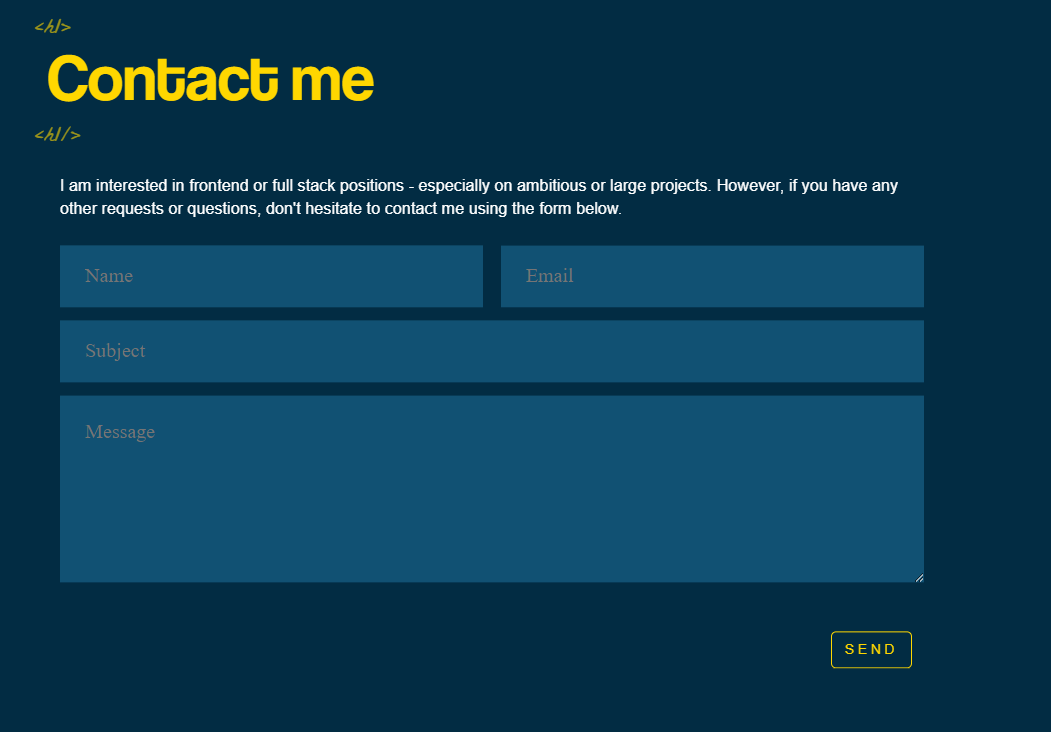 <h1>
Contact me
<h1/>
I am interested in frontend or full stack positions - especially on ambitious or large projects. However, if you have any
other requests or questions, don't hesitate to contact me using the form below.
Name Email
Subject
Message
SEND